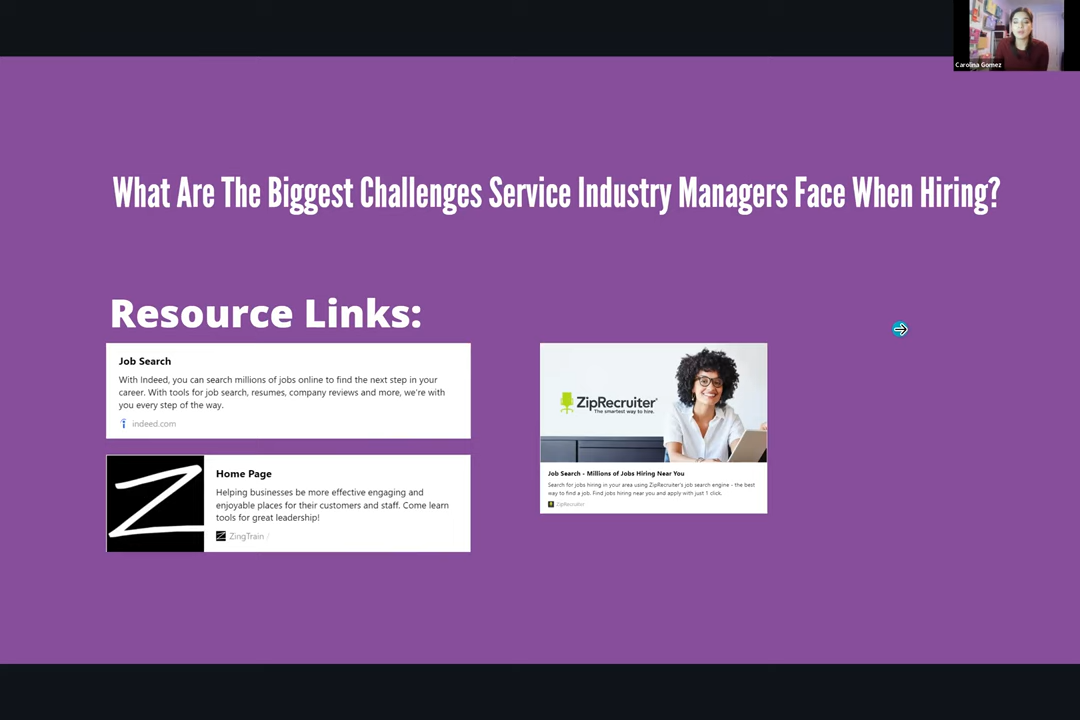 Carolina Gomez
What Are The Biggest Challenges Service Industry Managers Face When Hiring?
Resource Links:
Job Search
With Indeed, you can search millions of jobs online to find the next step in your
career. With tools for job search, resumes, company reviews and more, we're with
you every step of the way.
indeed.com
Home Page
Helping businesses be more effective engaging and
enjoyable places for their customers and staff. Come learn
tools for great leadership!
ZingTrain /
ZipRecruiter
The smartest way to hire.
Job Search - Millions of Jobs Hiring Near You
Search for jobs hiring in your area using ZipRecruiter's job search engine - the best
way to find a job. Find jobs hiring near you and apply with just 1 click.
ZipRecruiter